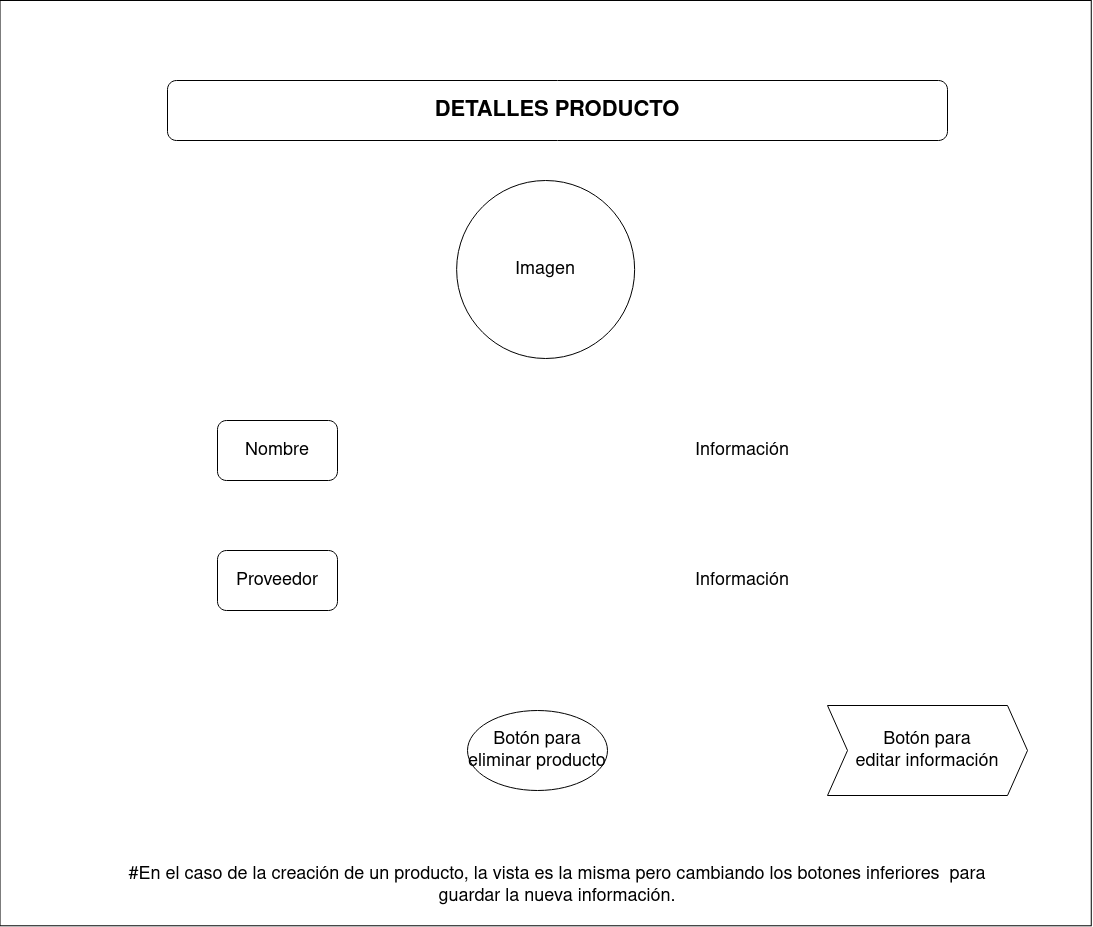 DETALLES PRODUCTO
Imagen
Nombre
Información
Proveedor
Información
Botón para
eliminar producto
Botón para
editar información
#En el caso de la creación de un producto, la vista es la misma pero cambiando los botones inferiores  para
guardar la nueva información.